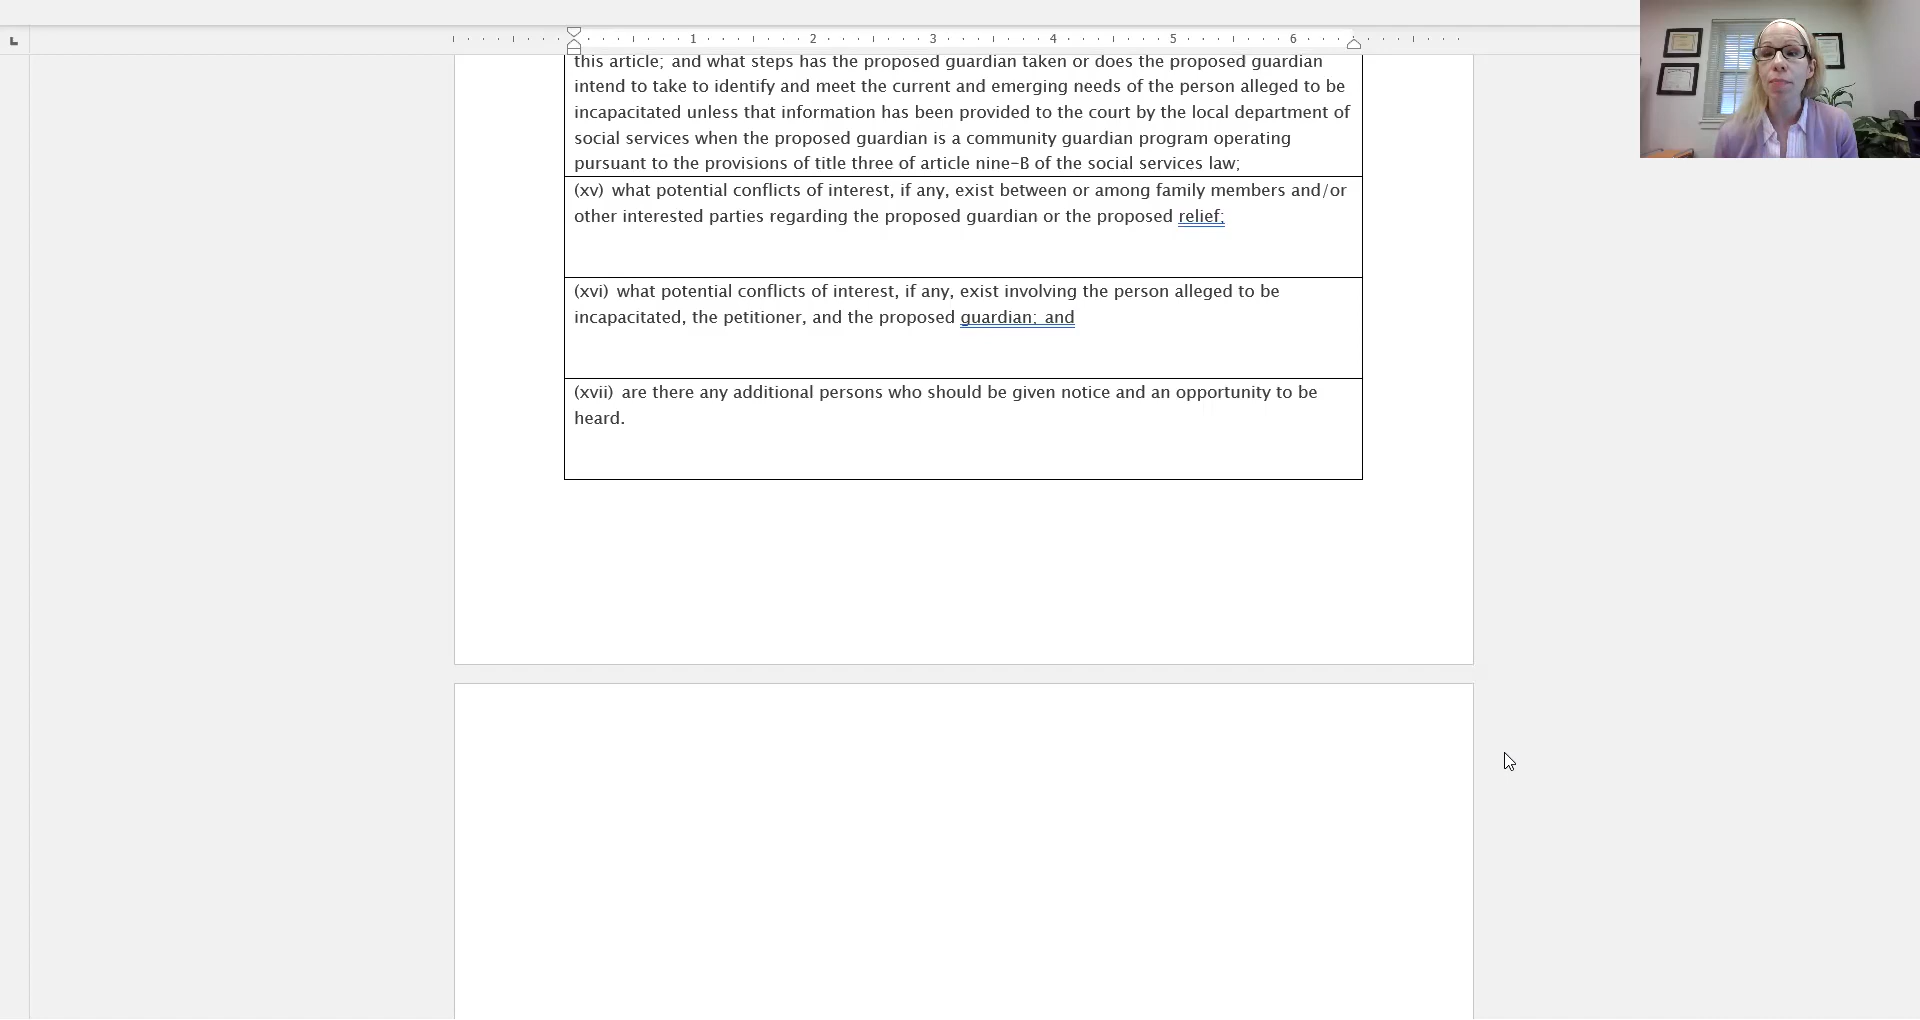 1 2 3 4 5 6
this article; and what steps has the proposed guardian taken or does the proposed guardian
intend to take to identify and meet the current and emerging needs of the person alleged to be
incapacitated unless that information has been provided to the court by the local department of
social services when the proposed guardian is a community guardian program operating
pursuant to the provisions of title three of article nine-B of the social services law;
(xv) what potential conflicts of interest, if any, exist between or among family members and/or
other interested parties regarding the proposed guardian or the proposed relief;
(xvi) what potential conflicts of interest, if any, exist involving the person alleged to be
incapacitated, the petitioner, and the proposed guardian; and
(xvii) are there any additional persons who should be given notice and an opportunity to be
heard.